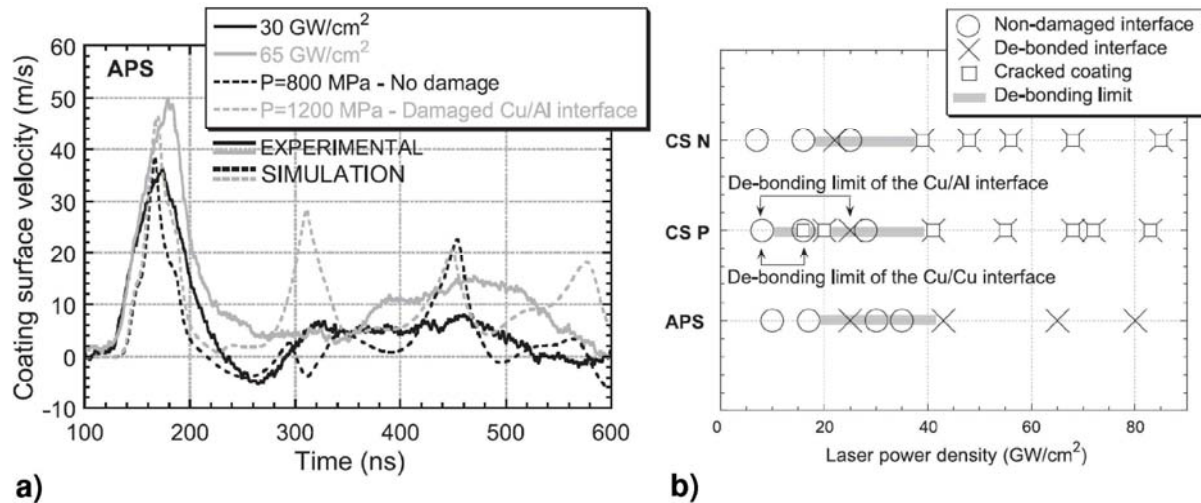 30 GW/cm²
65 GW/cm²
P=800 MPa - No damage
P=1200 MPa - Damaged Cu/Al interface
EXPERIMENTAL
SIMULATION
APS
Coating surface velocity (m/s)
60
50
40
30
20
10
0
-10
100 200 300 400 500 600
Time (ns)
a)
Non-damaged interface
De-bonded interface
Cracked coating
De-bonding limit
CS N
De-bonding limit of the Cu/Al interface
CS P
De-bonding limit of the Cu/Cu interface
APS
0 20 40 60 80
Laser power density (GW/cm²)
b)